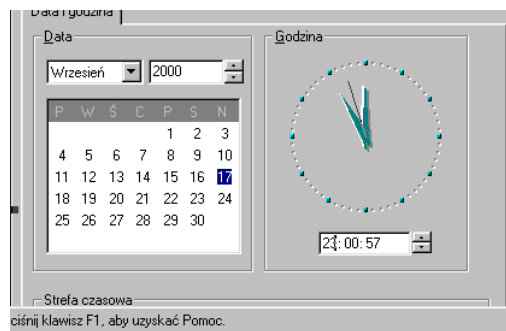 Data i godzina
Data
Wrzesień 2000
P W Ś C P S N
1 2 3
4 5 6 7 8 9 10
11 12 13 14 15 16 17
18 19 20 21 22 23 24
25 26 27 28 29 30
Godzina
23:00:57
Strefa czasowa
ciśnij klawisz F1, aby uzyskać Pomoc.